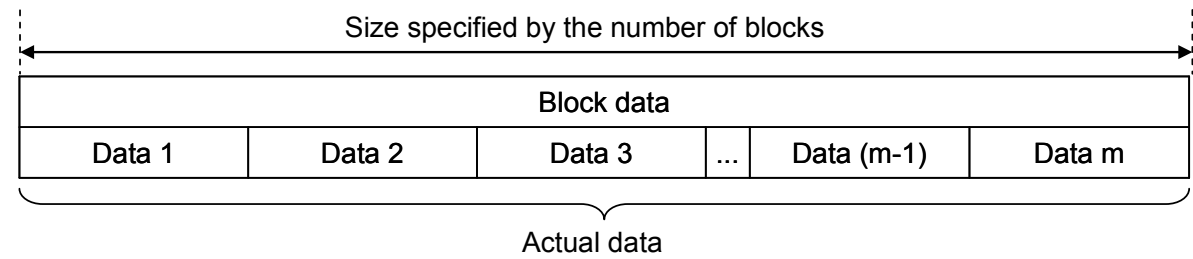 Size specified by the number of blocks
Block data
Data 1 Data 2 Data 3 ... Data (m-1) Data m
Actual data